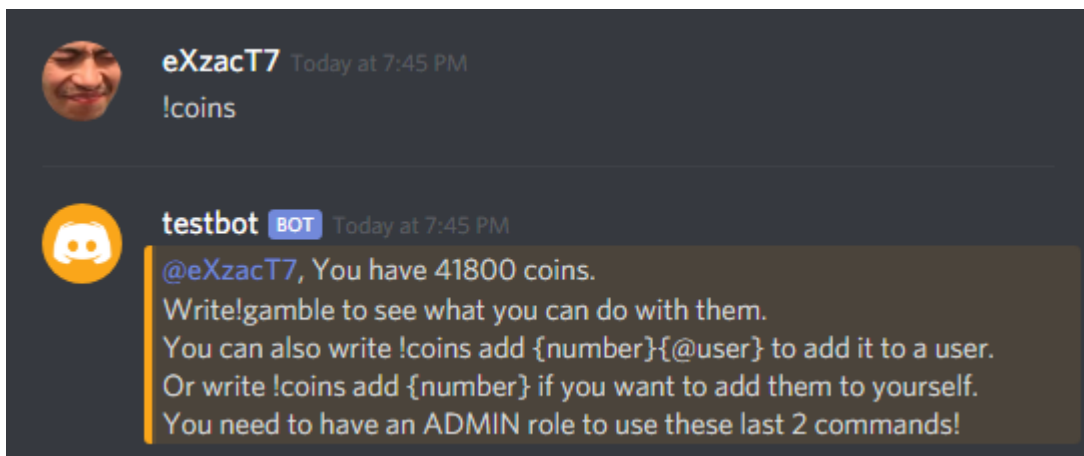 eXzacT7 Today at 7:45 PM
!coins
testbot BOT Today at 7:45 PM
@eXzacT7, You have 41800 coins.
Write!gamble to see what you can do with them.
You can also write !coins add {number}{@user} to add it to a user.
Or write !coins add {number} if you want to add them to yourself.
You need to have an ADMIN role to use these last 2 commands!